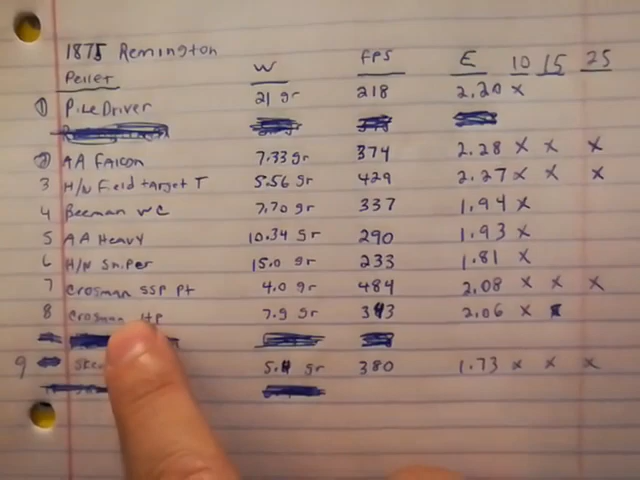 1875 Remington
Pellet W FPS E 10 15 25
1 PileDriver 21 gr 218 2.20 x
2 AA Falcon 7.33 gr 374 2.28 x x x
3 H/N Field target T 5.56 gr 429 2.27 x x x
4 Beeman WC 7.70 gr 337 1.94 x
5 AA Heavy 10.34 gr 290 1.93 x
6 H/N Sniper 15.0 gr 233 1.81 x
7 Crosman SSP pt 4.0 gr 484 2.08 x x x
8 Crosman HP 7.9 gr 343 2.06 x
9 5.4 gr 380 1.73 x x x